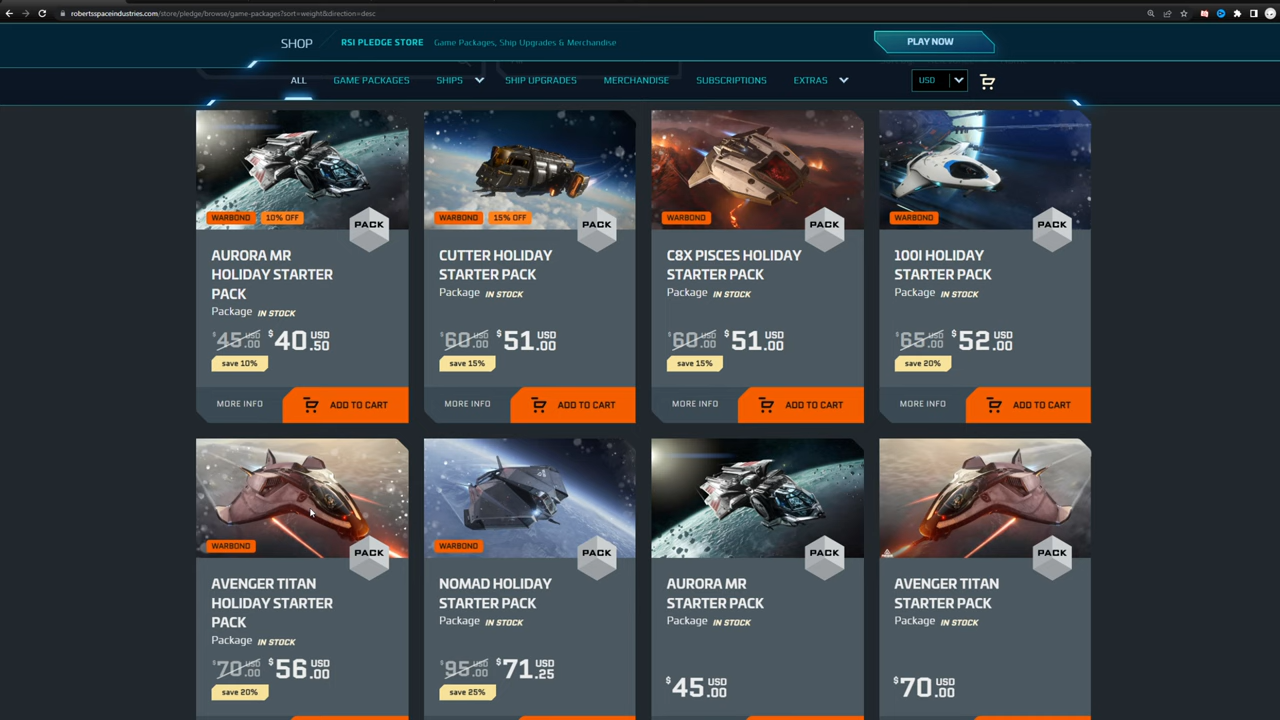 robertsspaceindustries.com/store/pledge/browse/game-packages?sort=weight&direction=desc
SHOP
RSI PLEDGE STORE
Game Packages, Ship Upgrades & Merchandise
PLAY NOW
ALL
GAME PACKAGES
SHIPS
SHIP UPGRADES
MERCHANDISE
SUBSCRIPTIONS
EXTRAS
USD
WARBOND
10% OFF
PACK
AURORA MR
HOLIDAY STARTER
PACK
Package IN STOCK
$45.00 USD $40.50 USD
save 10%
MORE INFO
ADD TO CART
WARBOND
15% OFF
PACK
CUTTER HOLIDAY
STARTER PACK
Package IN STOCK
$60.00 USD $51.00 USD
save 15%
MORE INFO
ADD TO CART
WARBOND
PACK
C8X PISCES HOLIDAY
STARTER PACK
Package IN STOCK
$60.00 USD $51.00 USD
save 15%
MORE INFO
ADD TO CART
WARBOND
PACK
100I HOLIDAY
STARTER PACK
Package IN STOCK
$65.00 USD $52.00 USD
save 20%
MORE INFO
ADD TO CART
WARBOND
PACK
AVENGER TITAN
HOLIDAY STARTER
PACK
Package IN STOCK
$70.00 USD $56.00 USD
save 20%
WARBOND
PACK
NOMAD HOLIDAY
STARTER PACK
Package IN STOCK
$95.00 USD $71.25 USD
save 25%
PACK
AURORA MR
STARTER PACK
Package IN STOCK
$45.00 USD
PACK
AVENGER TITAN
STARTER PACK
Package IN STOCK
$70.00 USD